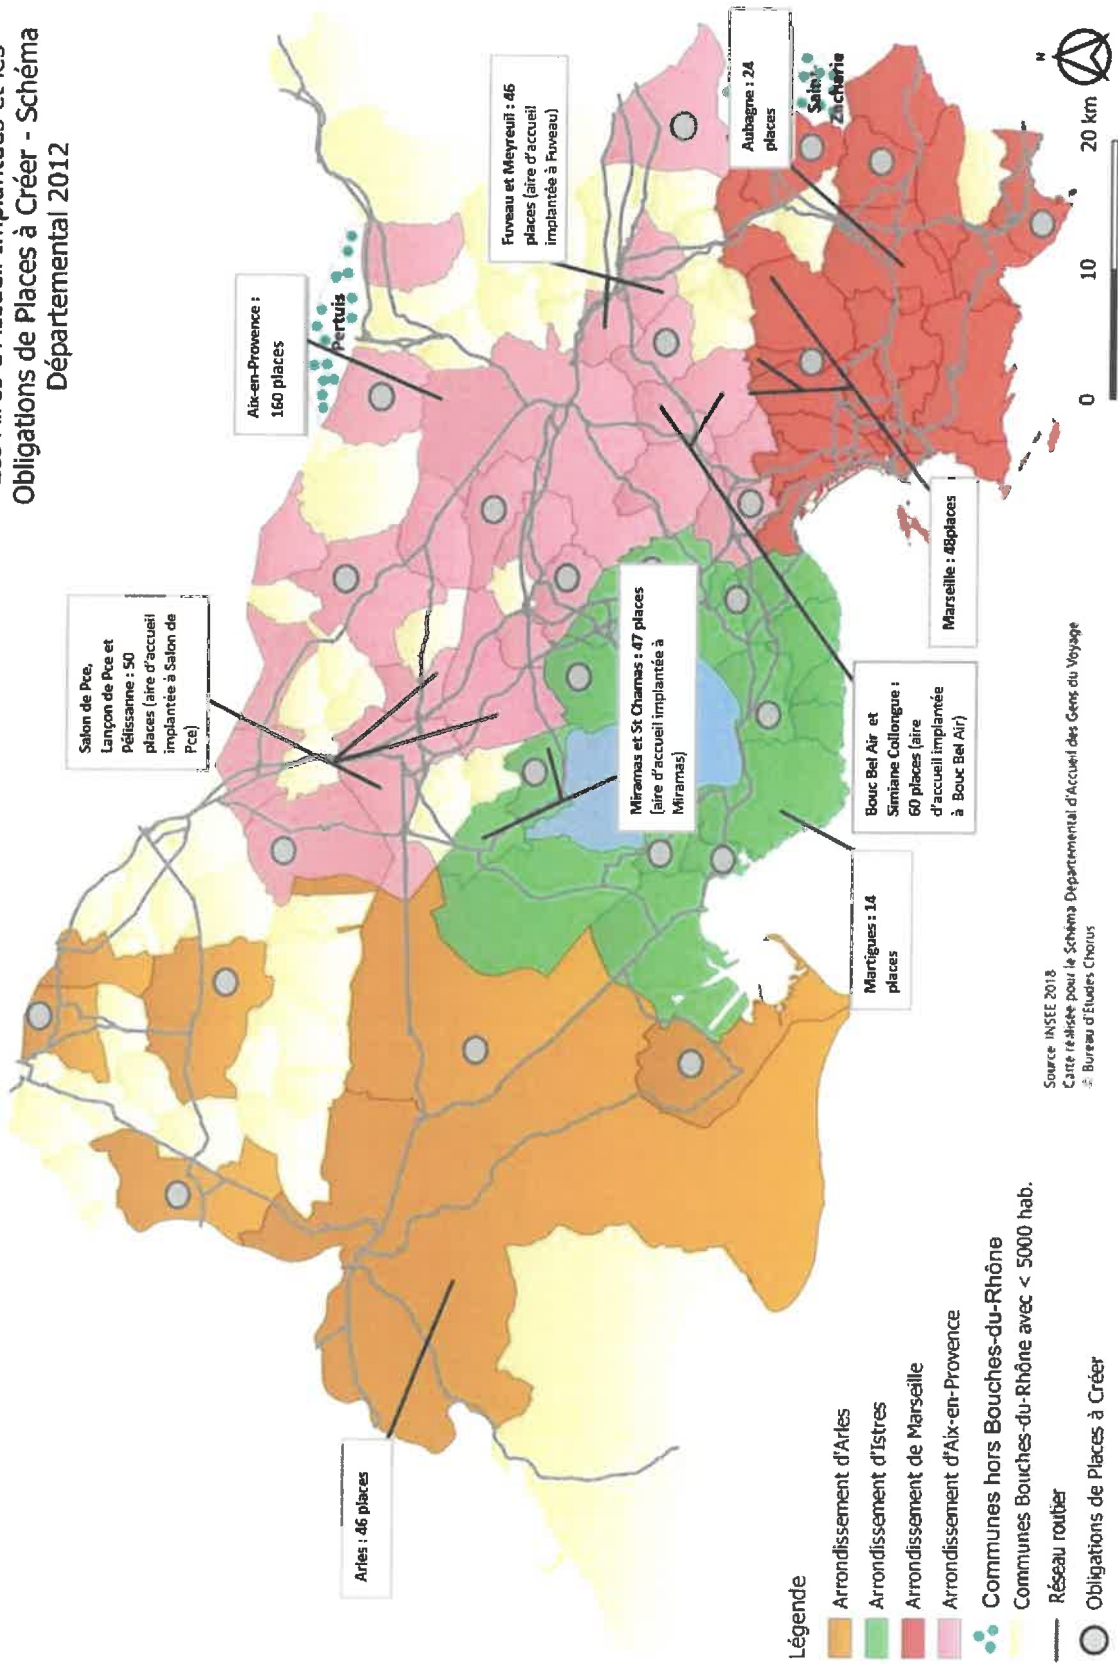 Obligations de Places à Créer - Schéma
Départemental 2012
Salon de Pce,
Lançon de Pce et
Pélissanne : 50
places (aire d'accueil
implantée à Salon de
Pce)
Aix-en-Provence :
160 places
Pertuis
Fuveau et Meyreuil : 46
places (aire d'accueil
implantée à Fuveau)
Aubagne : 24
places
Saint
Zacharie
Arles : 46 places
Miramas et St Chamas : 47 places
(aire d'accueil implantée à
Miramas)
Martigues : 14
places
Bouc Bel Air et
Simiane Collongue :
60 places (aire
d'accueil implantée
à Bouc Bel Air)
Marseille : 48places
Légende
Arrondissement d'Arles
Arrondissement d'Istres
Arrondissement de Marseille
Arrondissement d'Aix-en-Provence
Communes hors Bouches-du-Rhône
Communes Bouches-du-Rhône avec < 5000 hab.
Réseau routier
Obligations de Places à Créer
Source INSEE 2018
Carte réalisée pour le Schéma Départemental d'Accueil des Gens du Voyage
© Bureau d'Etudes Chorus
0 10 20 km
N